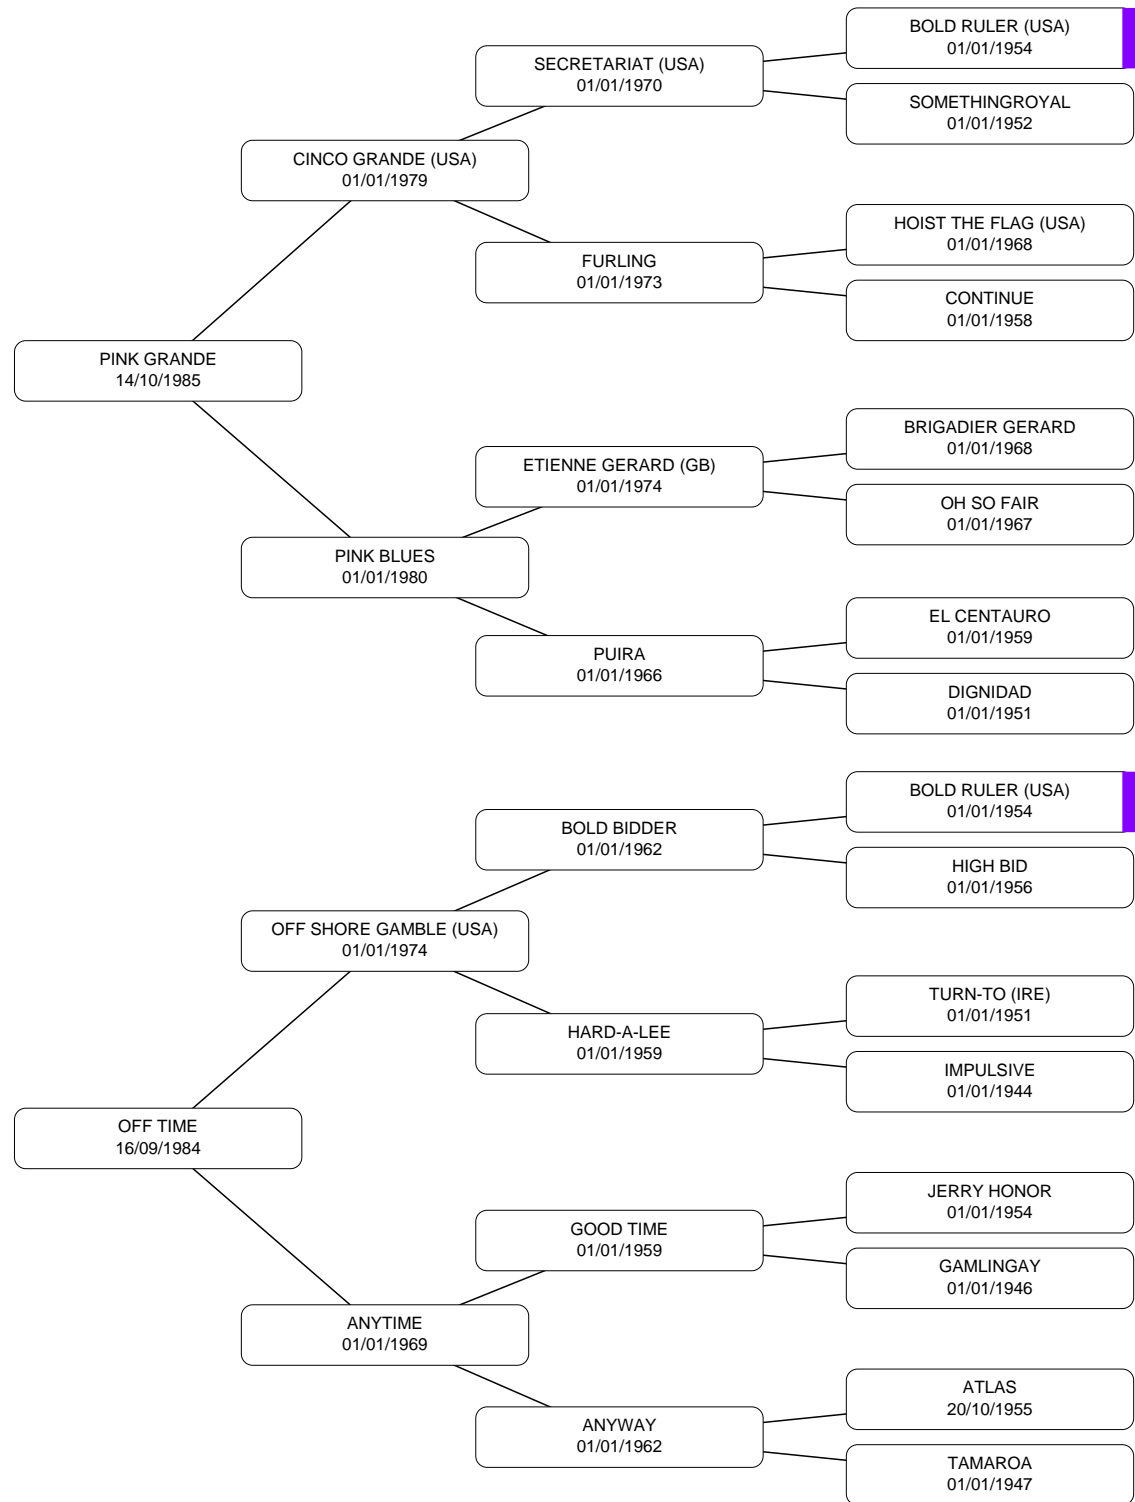 BOLD RULER (USA)
01/01/1954
SECRETARIAT (USA)
01/01/1970
SOMETHINGROYAL
01/01/1952
CINCO GRANDE (USA)
01/01/1979
HOIST THE FLAG (USA)
01/01/1968
FURLING
01/01/1973
CONTINUE
01/01/1958
PINK GRANDE
14/10/1985
BRIGADIER GERARD
01/01/1968
ETIENNE GERARD (GB)
01/01/1974
OH SO FAIR
01/01/1967
PINK BLUES
01/01/1980
EL CENTAURO
01/01/1959
PUIRA
01/01/1966
DIGNIDAD
01/01/1951
BOLD RULER (USA)
01/01/1954
BOLD BIDDER
01/01/1962
HIGH BID
01/01/1956
OFF SHORE GAMBLE (USA)
01/01/1974
TURN-TO (IRE)
01/01/1951
HARD-A-LEE
01/01/1959
IMPULSIVE
01/01/1944
OFF TIME
16/09/1984
JERRY HONOR
01/01/1954
GOOD TIME
01/01/1959
GAMLINGAY
01/01/1946
ANYTIME
01/01/1969
ATLAS
20/10/1955
ANYWAY
01/01/1962
TAMAROA
01/01/1947